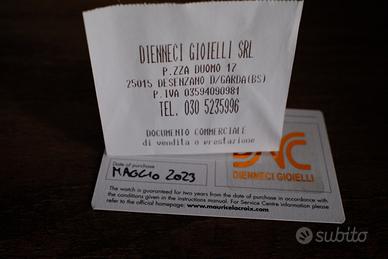 DIENNECI GIOIELLI SRL
P.ZZA DUOMO 17
25015 DESENZANO D/GARDA(BS)
P.IVA 03594090981
TEL. 030 5235996
DOCUMENTO COMMERCIALE
di vendita o prestazione
DNC
DIENNECI GIOIELLI
Date of purchase
MAGGIO 2023
The watch is guaranteed for two years from the date of purchase in accordance with
the conditions given in the instructions manual. For Service Centre information please
refer to the official homepage: www.mauricelacroix.com
subito